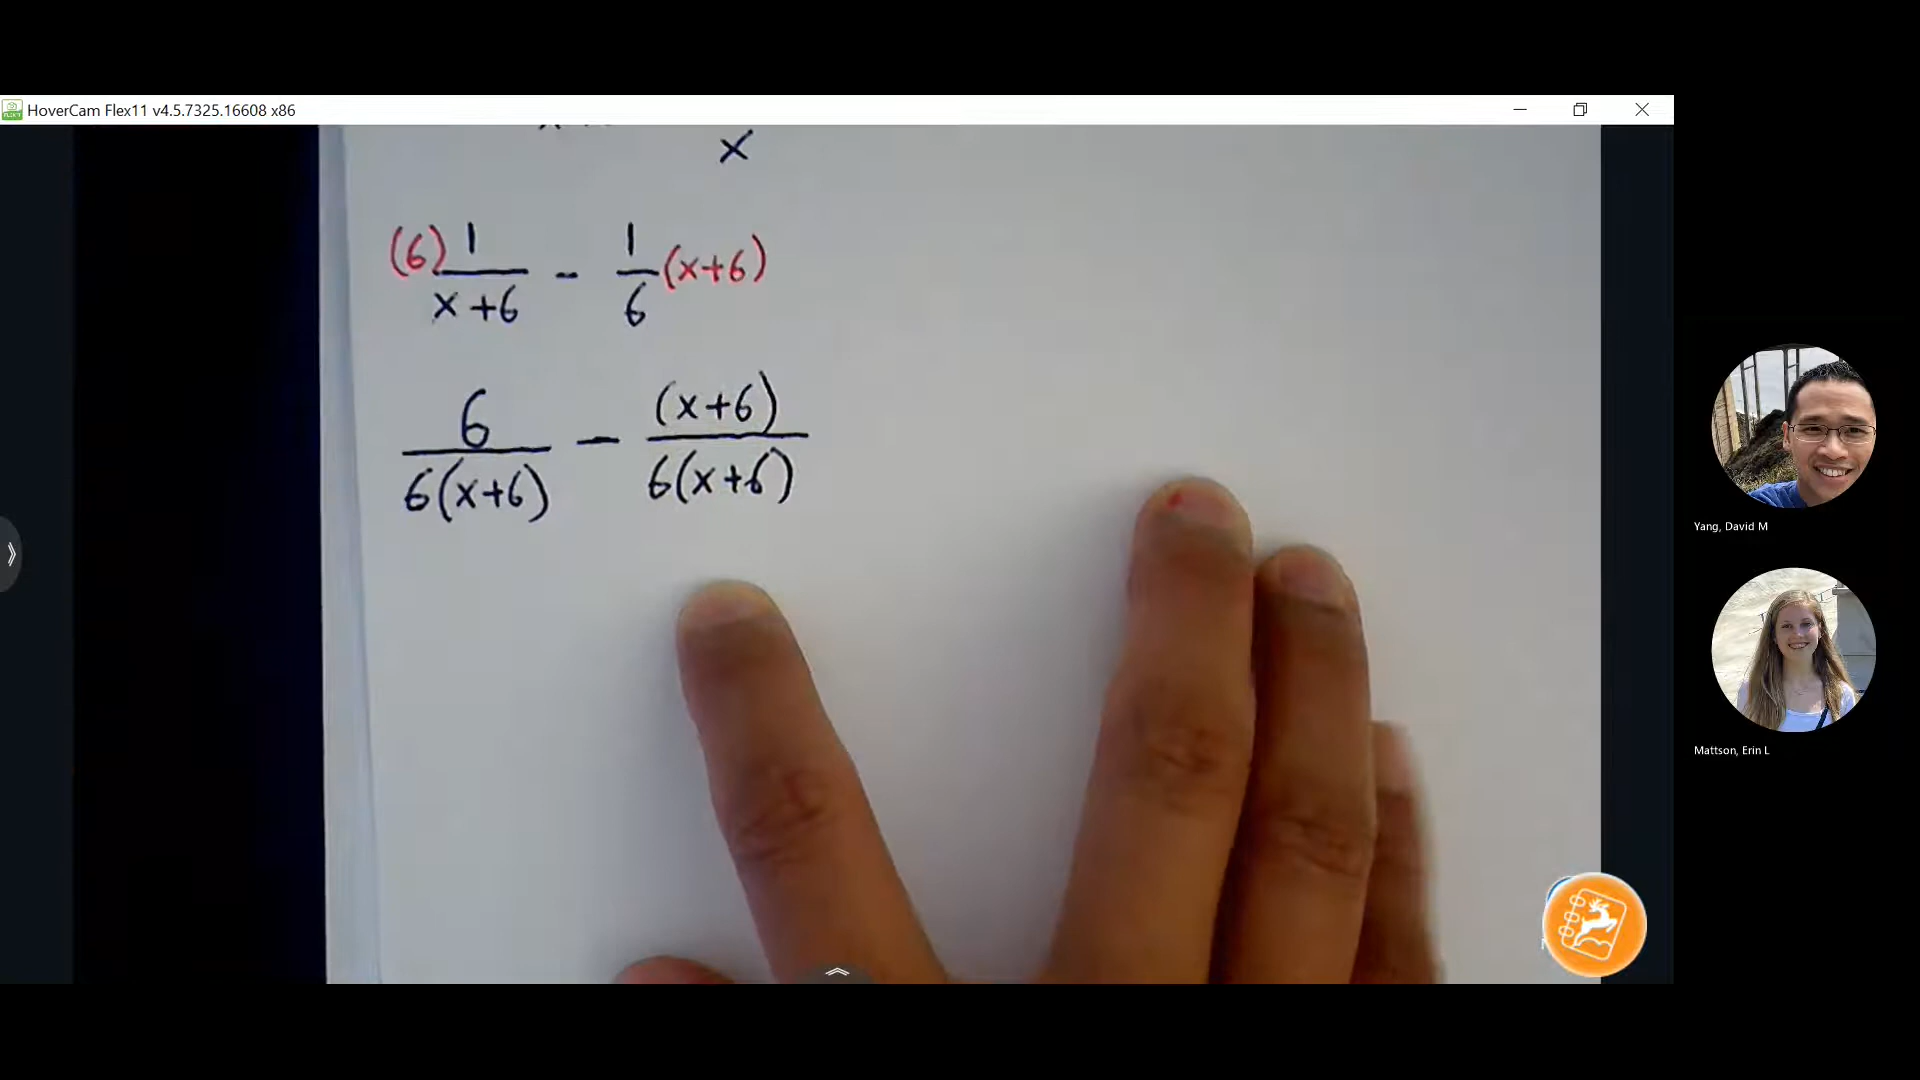 HoverCam Flex11 v4.5.7325.16608 x86
x
(6) 1/(x+6) - 1/6 (x+6)
6/(6(x+6)) - (x+6)/(6(x+6))
Yang, David M
Mattson, Erin L